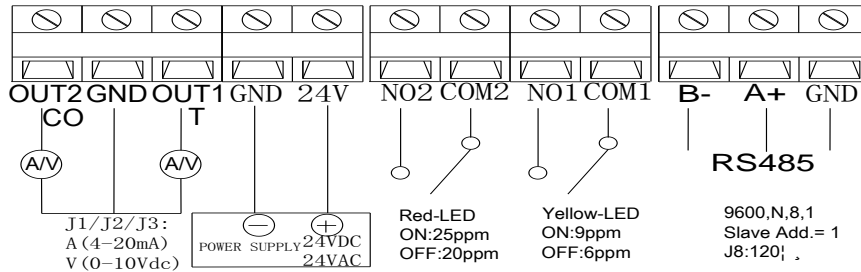 OUT2 GND OUT1 GND 24V NO2 COM2 NO1 COM1 B- A+ GND
CO T
A/V A/V
RS485
J1/J2/J3:
A(4-20mA)
V(0-10Vdc)
POWER SUPPLY
24VDC
24VAC
Red-LED
ON:25ppm
OFF:20ppm
Yellow-LED
ON:9ppm
OFF:6ppm
9600,N,8,1
Slave Add.= 1
J8:120¦ ¸